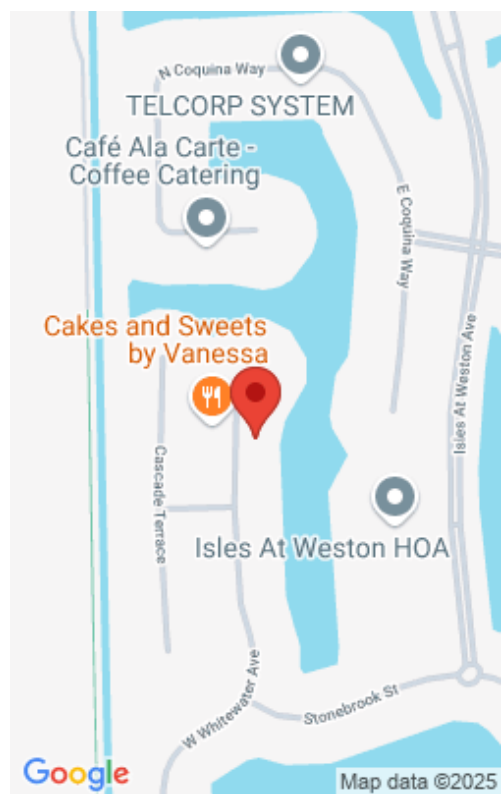 N Coquina Way
TELCORP SYSTEM
Café Ala Carte -
Coffee Catering
E Coquina Way
Isles At Weston Ave
Cakes and Sweets
by Vanessa
Cascade Terrace
Isles At Weston HOA
W Whitewater Ave
Stonebrook St
Google
Map data ©2025